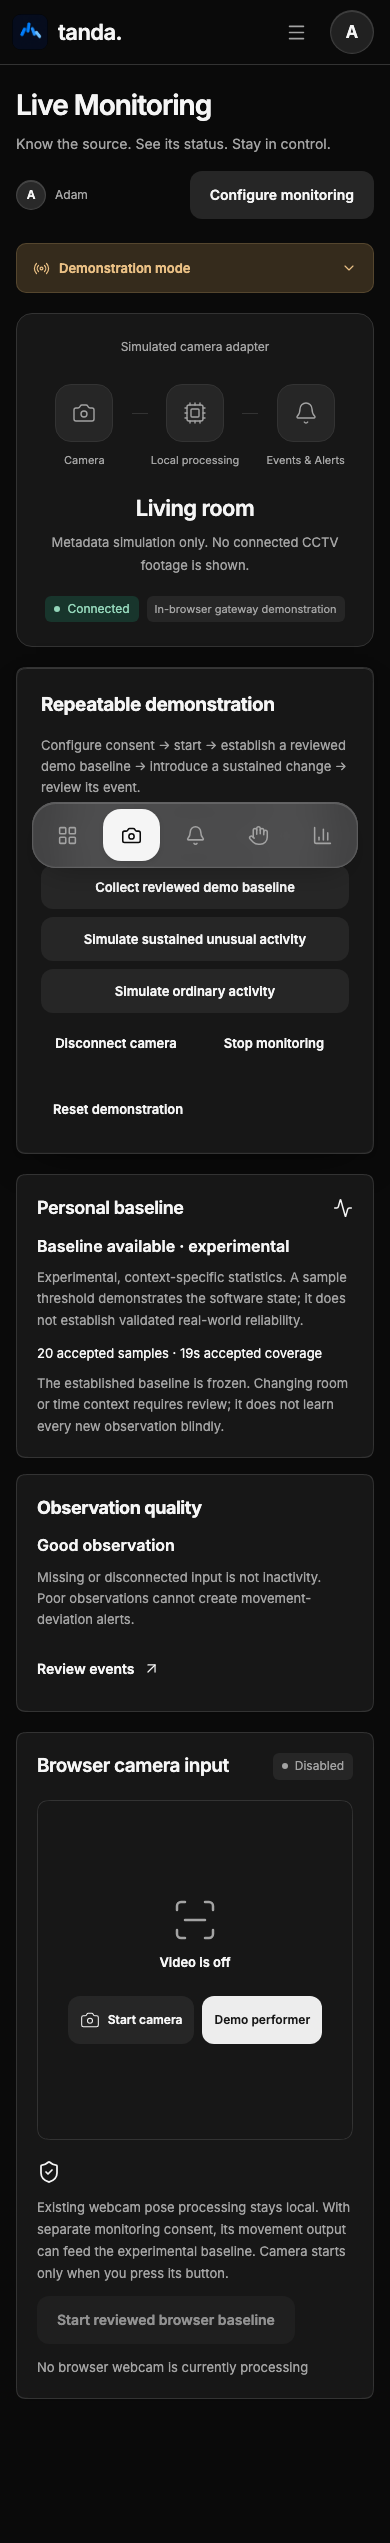 tanda.
A
Live Monitoring
Know the source. See its status. Stay in control.
A
Adam
Configure monitoring
Demonstration mode
Simulated camera adapter
Camera
Local processing
Events & Alerts
Living room
Metadata simulation only. No connected CCTV
footage is shown.
Connected
In-browser gateway demonstration
Repeatable demonstration
Configure consent → start → establish a reviewed
demo baseline → introduce a sustained change →
review its event.
Collect reviewed demo baseline
Simulate sustained unusual activity
Simulate ordinary activity
Disconnect camera
Stop monitoring
Reset demonstration
Personal baseline
Baseline available · experimental
Experimental, context-specific statistics. A sample
threshold demonstrates the software state; it does
not establish validated real-world reliability.
20 accepted samples · 19s accepted coverage
The established baseline is frozen. Changing room
or time context requires review; it does not learn
every new observation blindly.
Observation quality
Good observation
Missing or disconnected input is not inactivity.
Poor observations cannot create movement-
deviation alerts.
Review events
Browser camera input
Disabled
Video is off
Start camera
Demo performer
Existing webcam pose processing stays local. With
separate monitoring consent, its movement output
can feed the experimental baseline. Camera starts
only when you press its button.
Start reviewed browser baseline
No browser webcam is currently processing